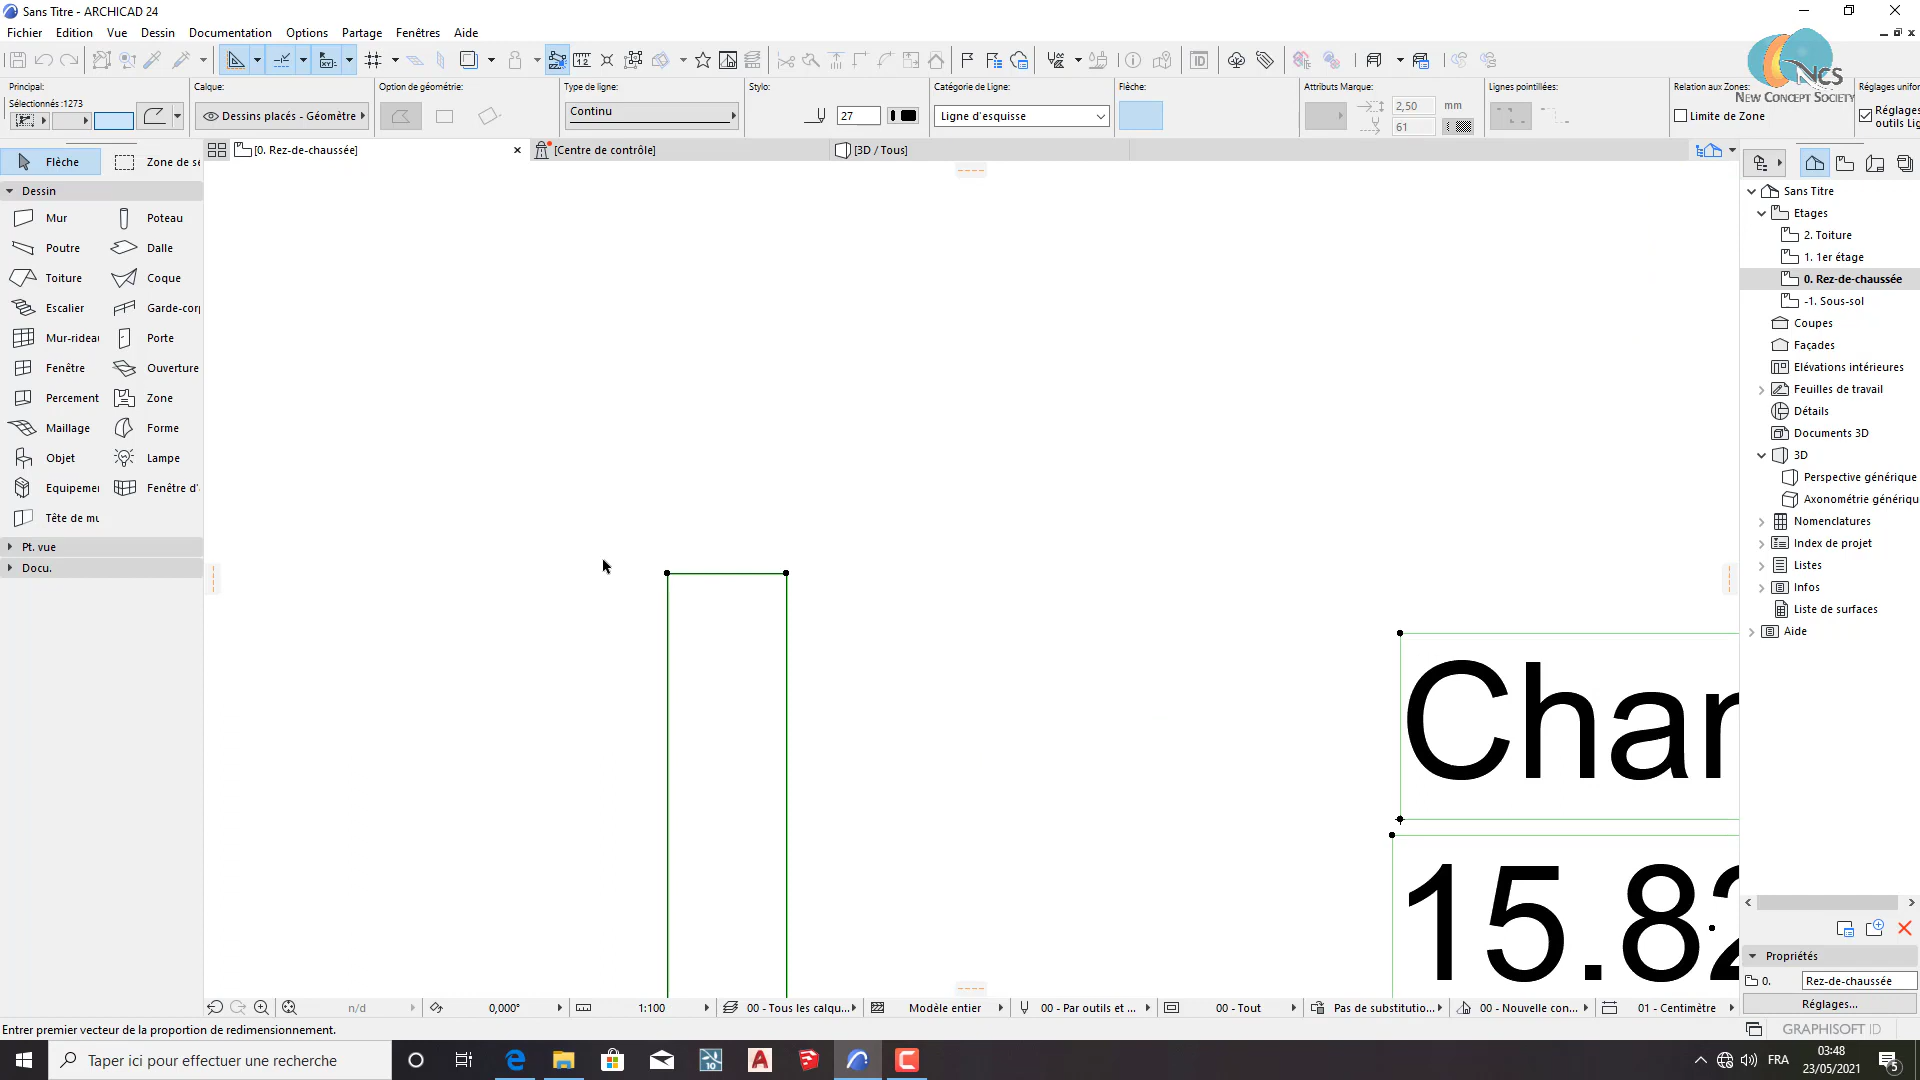 Sans Titre - ARCHICAD 24
Fichier Edition Vue Dessin Documentation Options Partage Fenêtres Aide
NCS
NEW CONCEPT SOCIETY
Principal: Calque: Option de géométrie: Type de ligne: Stylo: Catégorie de Ligne: Flèche: Attributs Marque: Lignes pointillées: Relation aux Zones: Réglages unifor
Sélectionnés :1273
Dessins placés - Géomètre Continu 27 Ligne d'esquisse 2,50 mm 61 Limite de Zone Réglages outils Lig
Flèche Zone de sé [0. Rez-de-chaussée] [Centre de contrôle] [3D / Tous]
Dessin
Mur Poteau
Poutre Dalle
Toiture Coque
Escalier Garde-corp
Mur-rideau Porte
Fenêtre Ouverture
Percement Zone
Maillage Forme
Objet Lampe
Equipemen Fenêtre d'
Tête de mu
Pt. vue
Docu.
Char
15.82
Sans Titre
Etages
2. Toiture
1. 1er étage
0. Rez-de-chaussée
-1. Sous-sol
Coupes
Façades
Elévations intérieures
Feuilles de travail
Détails
Documents 3D
3D
Perspective générique
Axonométrie génériqu
Nomenclatures
Index de projet
Listes
Infos
Liste de surfaces
Aide
Propriétés
0. Rez-de-chaussée
Réglages...
n/d 0,000° 1:100 00 - Tous les calqu... Modèle entier 00 - Par outils et ... 00 - Tout Pas de substitutio... 00 - Nouvelle con... 01 - Centimètre
Entrer premier vecteur de la proportion de redimensionnement.
GRAPHISOFT ID
Taper ici pour effectuer une recherche
FRA
03:48
23/05/2021
5